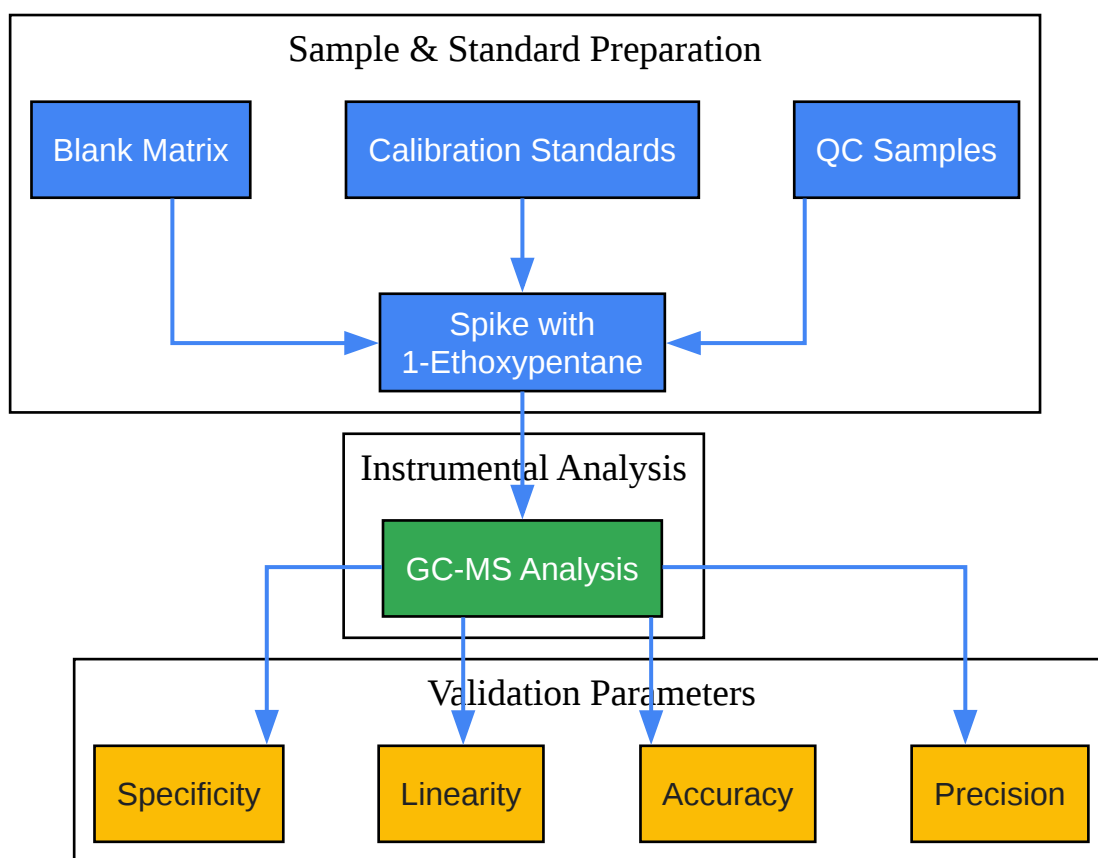 Sample & Standard Preparation
Blank Matrix
Calibration Standards
QC Samples
Spike with
1-Ethoxypentane
Instrumental Analysis
GC-MS Analysis
Validation Parameters
Specificity
Linearity
Accuracy
Precision